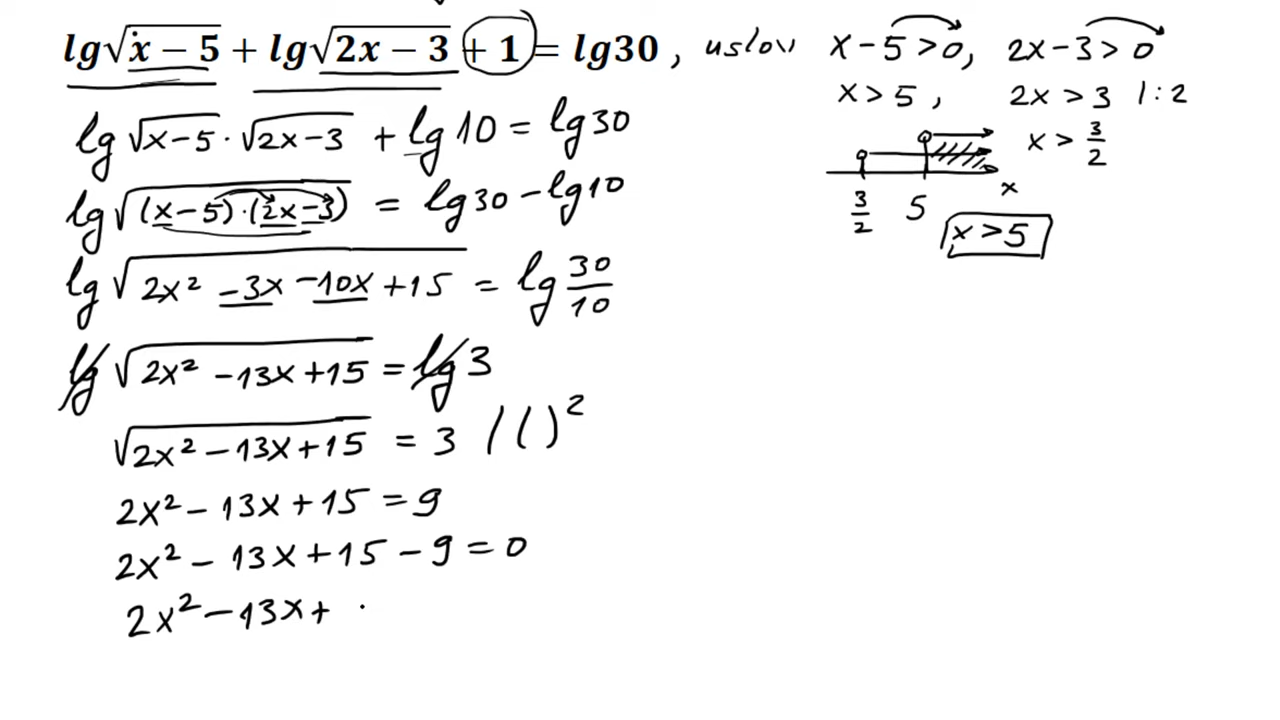 lg√x − 5 + lg√2x − 3 + 1 = lg30 , uslov x−5>0, 2x−3>0
x>5 , 2x>3 /:2
x > 3/2
3/2 5 x
x>5
lg √x−5 · √2x−3 + lg10 = lg30
lg √(x−5)·(2x−3) = lg30 − lg10
lg √2x² −3x −10x +15 = lg 30/10
lg √2x² −13x +15 = lg 3
√2x² −13x+15 = 3 /( )²
2x² − 13x +15 = 9
2x² − 13x +15 − 9 = 0
2x² −13x+